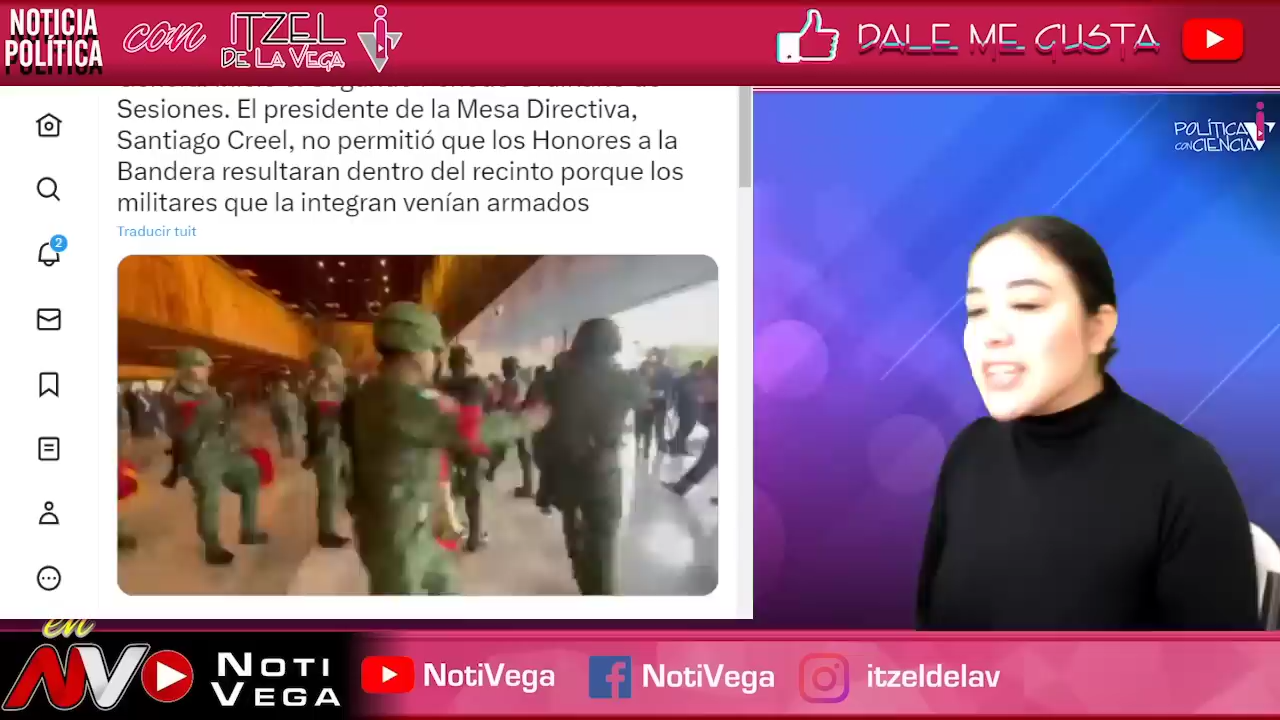 NOTICIA
POLÍTICA
con
ITZEL
DE LA VEGA
DALE ME GUSTA
Sesiones. El presidente de la Mesa Directiva,
Santiago Creel, no permitió que los Honores a la
Bandera resultaran dentro del recinto porque los
militares que la integran venían armados
Traducir tuit
2
POLÍTICA
CON CIENCIA
en
NV
NOTI
VEGA
NotiVega
NotiVega
itzeldelav